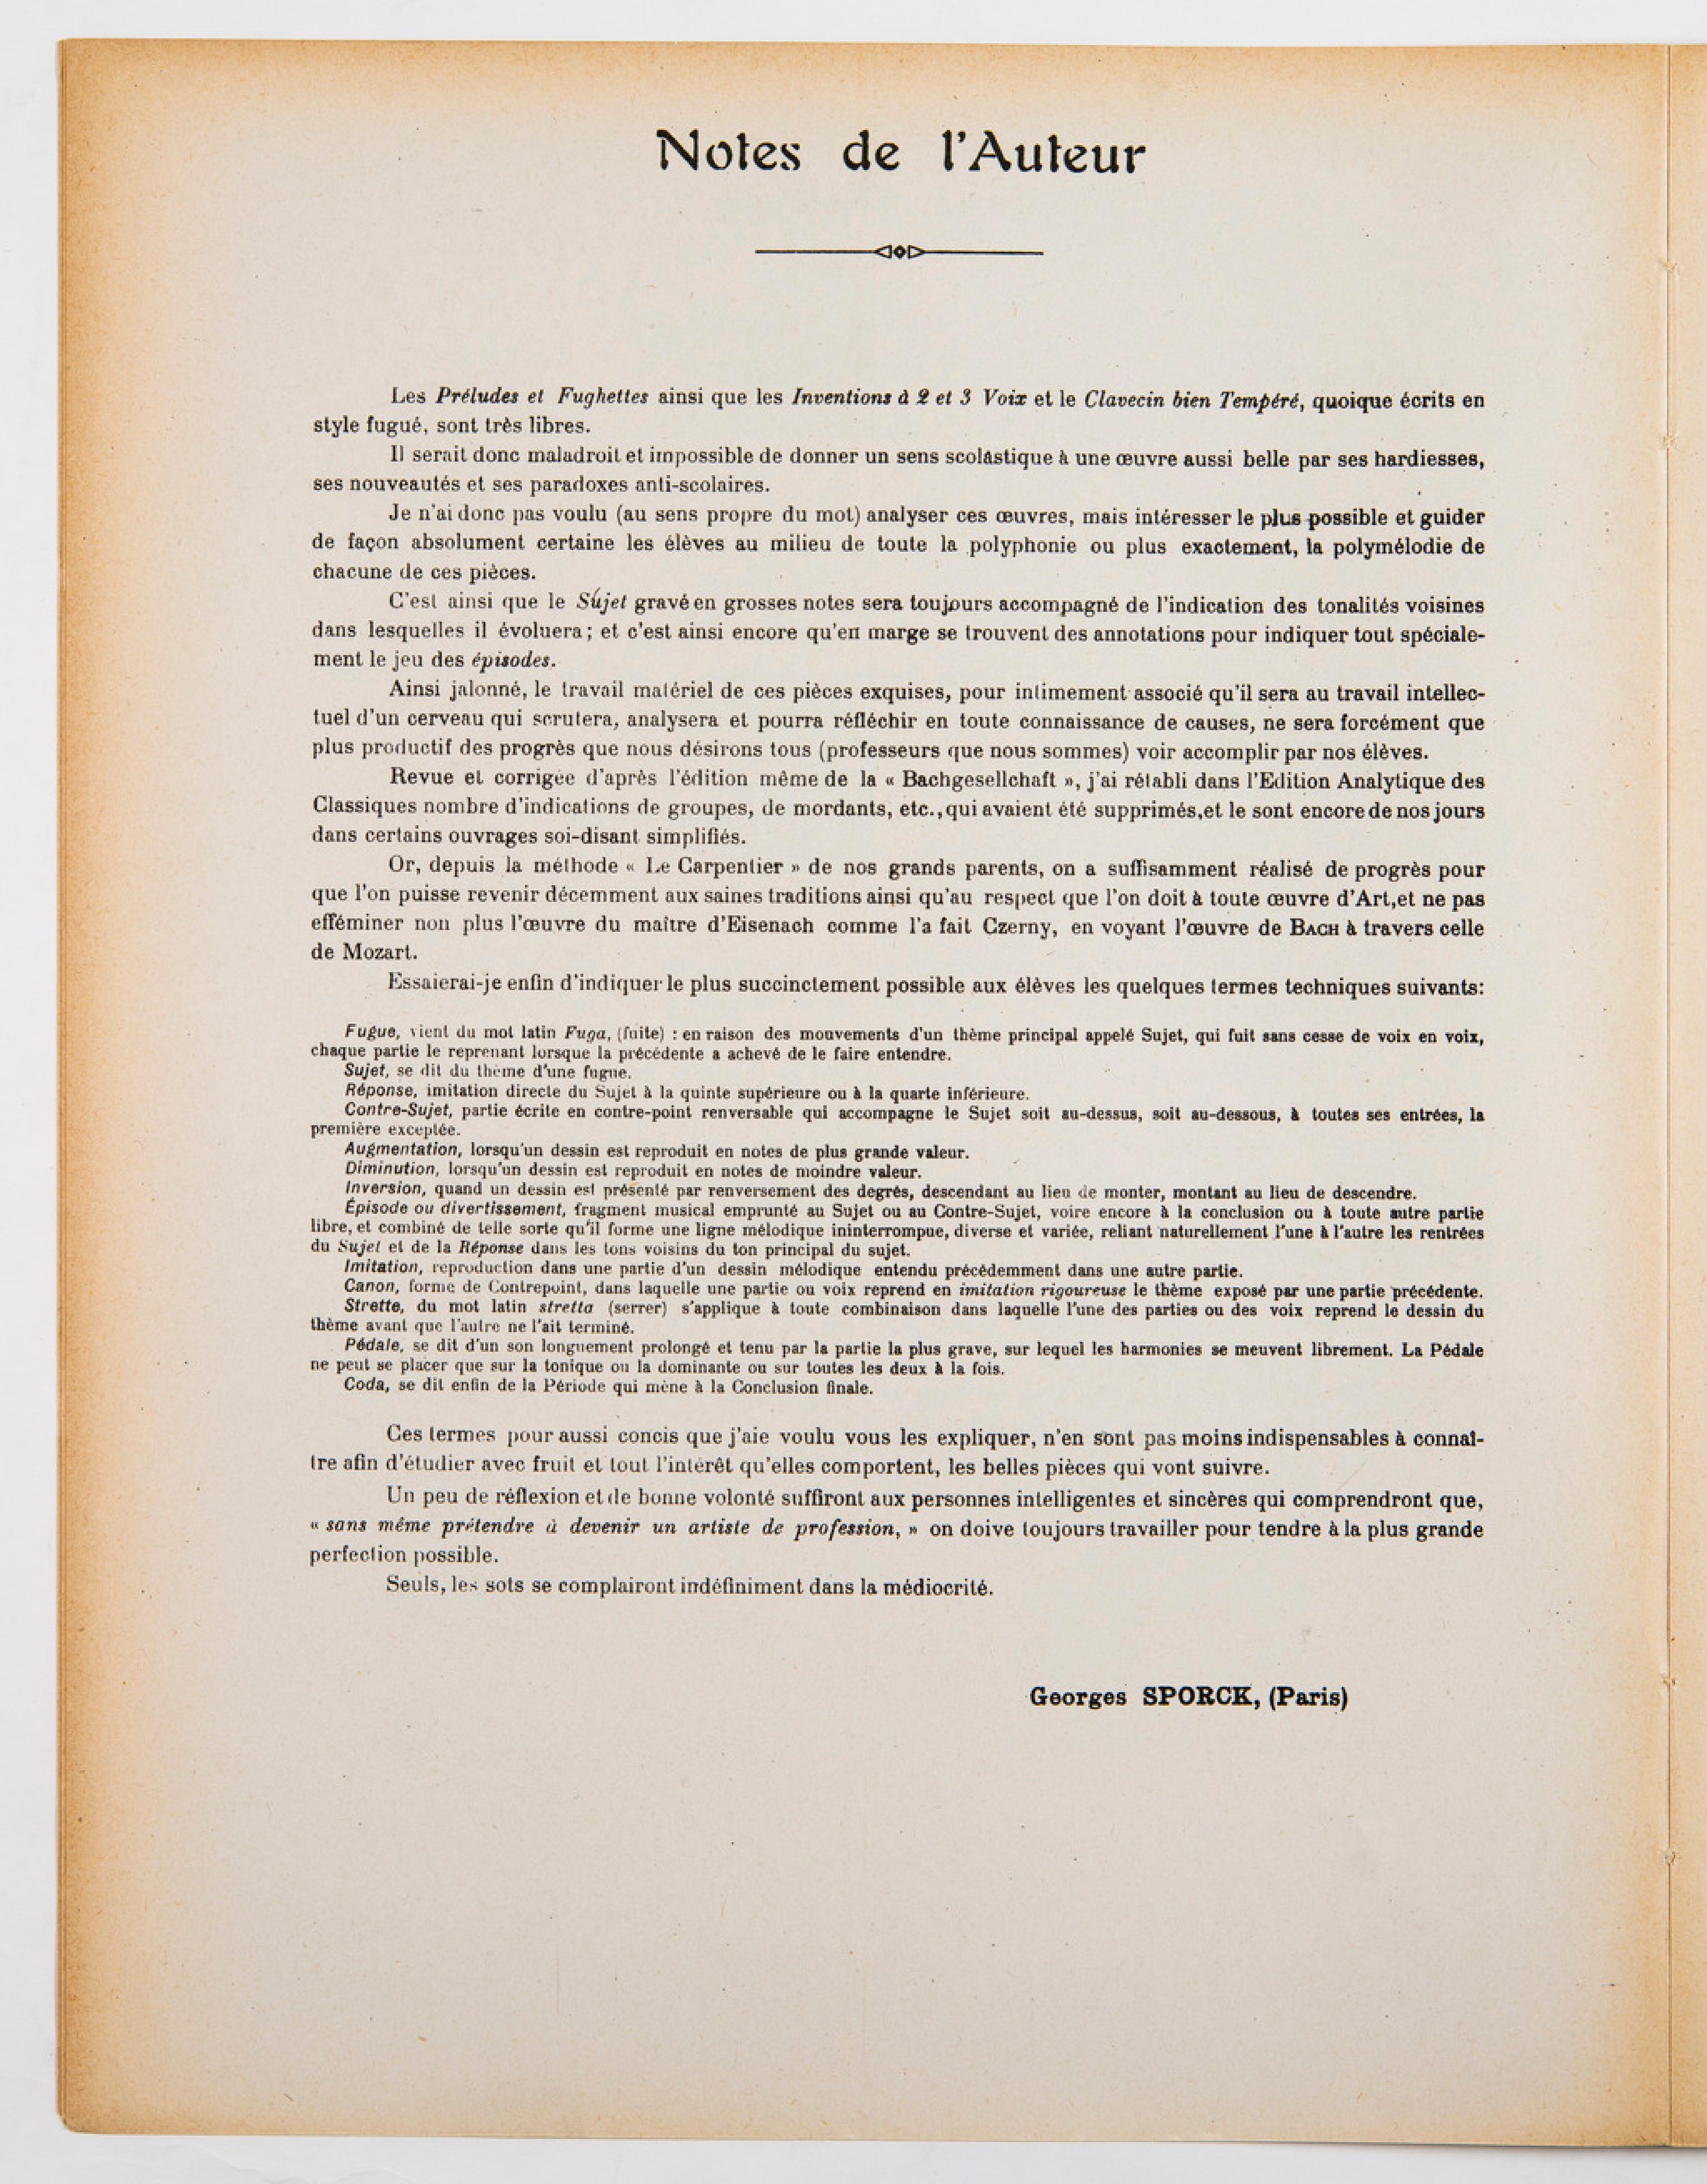 Notes de l'Auteur
Les Préludes et Fughettes ainsi que les Inventions à 2 et 3 Voix et le Clavecin bien Tempéré, quoique écrits en
style fugué, sont très libres.
Il serait donc maladroit et impossible de donner un sens scolastique à une œuvre aussi belle par ses hardiesses,
ses nouveautés et ses paradoxes anti-scolaires.
Je n'ai donc pas voulu (au sens propre du mot) analyser ces œuvres, mais intéresser le plus possible et guider
de façon absolument certaine les élèves au milieu de toute la polyphonie ou plus exactement, la polymélodie de
chacune de ces pièces.
C'est ainsi que le Sujet gravé en grosses notes sera toujours accompagné de l'indication des tonalités voisines
dans lesquelles il évoluera; et c'est ainsi encore qu'en marge se trouvent des annotations pour indiquer tout spéciale-
ment le jeu des épisodes.
Ainsi jalonné, le travail matériel de ces pièces exquises, pour intimement associé qu'il sera au travail intellec-
tuel d'un cerveau qui scrutera, analysera et pourra réfléchir en toute connaissance de causes, ne sera forcément que
plus productif des progrès que nous désirons tous (professeurs que nous sommes) voir accomplir par nos élèves.
Revue et corrigée d'après l'édition même de la « Bachgesellchaft », j'ai rétabli dans l'Edition Analytique des
Classiques nombre d'indications de groupes, de mordants, etc., qui avaient été supprimés, et le sont encore de nos jours
dans certains ouvrages soi-disant simplifiés.
Or, depuis la méthode « Le Carpentier » de nos grands parents, on a suffisamment réalisé de progrès pour
que l'on puisse revenir décemment aux saines traditions ainsi qu'au respect que l'on doit à toute œuvre d'Art, et ne pas
efféminer non plus l'œuvre du maître d'Eisenach comme l'a fait Czerny, en voyant l'œuvre de BACH à travers celle
de Mozart.
Essaierai-je enfin d'indiquer le plus succinctement possible aux élèves les quelques termes techniques suivants:
Fugue, vient du mot latin Fuga, (fuite) : en raison des mouvements d'un thème principal appelé Sujet, qui fuit sans cesse de voix en voix,
chaque partie le reprenant lorsque la précédente a achevé de le faire entendre.
Sujet, se dit du thème d'une fugue.
Réponse, imitation directe du Sujet à la quinte supérieure ou à la quarte inférieure.
Contre-Sujet, partie écrite en contre-point renversable qui accompagne le Sujet soit au-dessus, soit au-dessous, à toutes ses entrées, la
première exceptée.
Augmentation, lorsqu'un dessin est reproduit en notes de plus grande valeur.
Diminution, lorsqu'un dessin est reproduit en notes de moindre valeur.
Inversion, quand un dessin est présenté par renversement des degrés, descendant au lieu de monter, montant au lieu de descendre.
Épisode ou divertissement, fragment musical emprunté au Sujet ou au Contre-Sujet, voire encore à la conclusion ou à toute autre partie
libre, et combiné de telle sorte qu'il forme une ligne mélodique ininterrompue, diverse et variée, reliant naturellement l'une à l'autre les rentrées
du Sujet et de la Réponse dans les tons voisins du ton principal du sujet.
Imitation, reproduction dans une partie d'un dessin mélodique entendu précédemment dans une autre partie.
Canon, forme de Contrepoint, dans laquelle une partie ou voix reprend en imitation rigoureuse le thème exposé par une partie précédente.
Strette, du mot latin stretta (serrer) s'applique à toute combinaison dans laquelle l'une des parties ou des voix reprend le dessin du
thème avant que l'autre ne l'ait terminé.
Pédale, se dit d'un son longuement prolongé et tenu par la partie la plus grave, sur lequel les harmonies se meuvent librement. La Pédale
ne peut se placer que sur la tonique ou la dominante ou sur toutes les deux à la fois.
Coda, se dit enfin de la Période qui mène à la Conclusion finale.
Ces termes pour aussi concis que j'aie voulu vous les expliquer, n'en sont pas moins indispensables à connaî-
tre afin d'étudier avec fruit et tout l'intérêt qu'elles comportent, les belles pièces qui vont suivre.
Un peu de réflexion et de bonne volonté suffiront aux personnes intelligentes et sincères qui comprendront que,
« sans même prétendre à devenir un artiste de profession, » on doive toujours travailler pour tendre à la plus grande
perfection possible.
Seuls, les sots se complairont indéfiniment dans la médiocrité.
Georges SPORCK, (Paris)